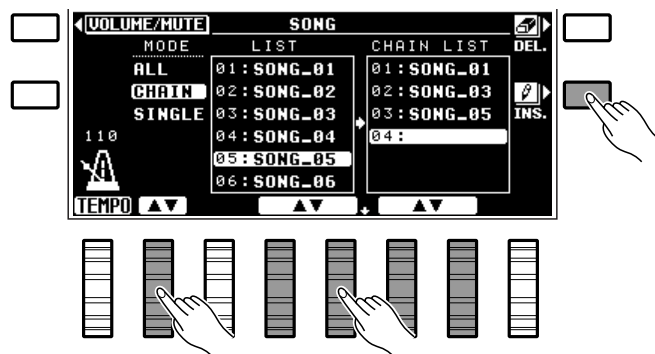 VOLUME/MUTE SONG
MODE LIST CHAIN LIST DEL.
ALL 01:SONG_01 01:SONG_01
CHAIN 02:SONG_02 02:SONG_03
SINGLE 03:SONG_03 03:SONG_05 INS.
110 04:SONG_04 04:
05:SONG_05
06:SONG_06
TEMPO ▲▼ ▲▼ ▲▼